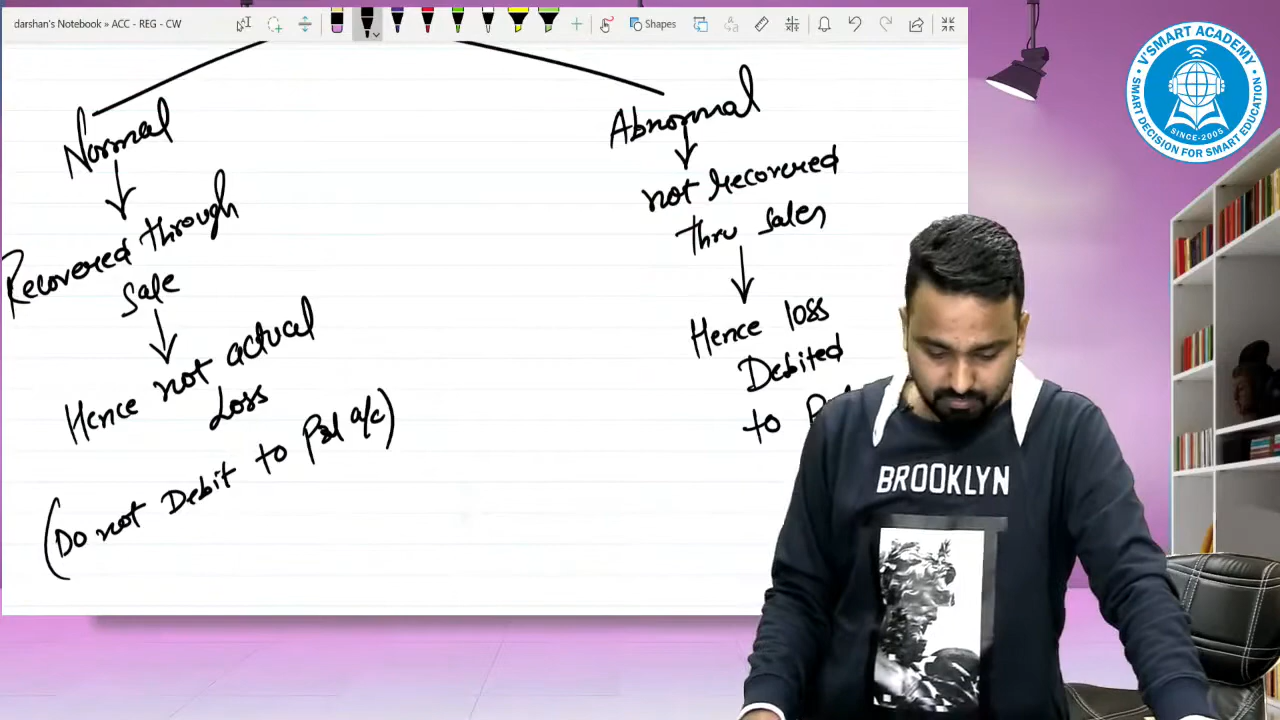 darshan's Notebook » ACC - REG - CW
Shapes
V'SMART ACADEMY
SMART DECISION FOR SMART EDUCATION
SINCE-2005
Normal
Recovered through
Sale
Hence not actual
Loss
(Do not Debit to P&l a/c)
Abnormal
not recovered
thru sales
Hence loss
Debited
to
BROOKLYN